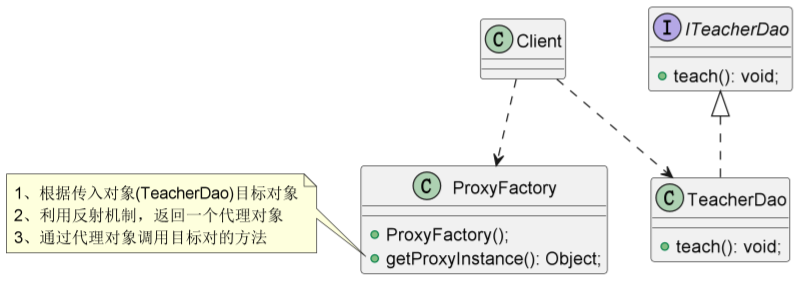 C Client
I ITeacherDao
teach(): void;
1、根据传入对象(TeacherDao)目标对象
2、利用反射机制，返回一个代理对象
3、通过代理对象调用目标对的方法
C ProxyFactory
ProxyFactory();
getProxyInstance(): Object;
C TeacherDao
teach(): void;